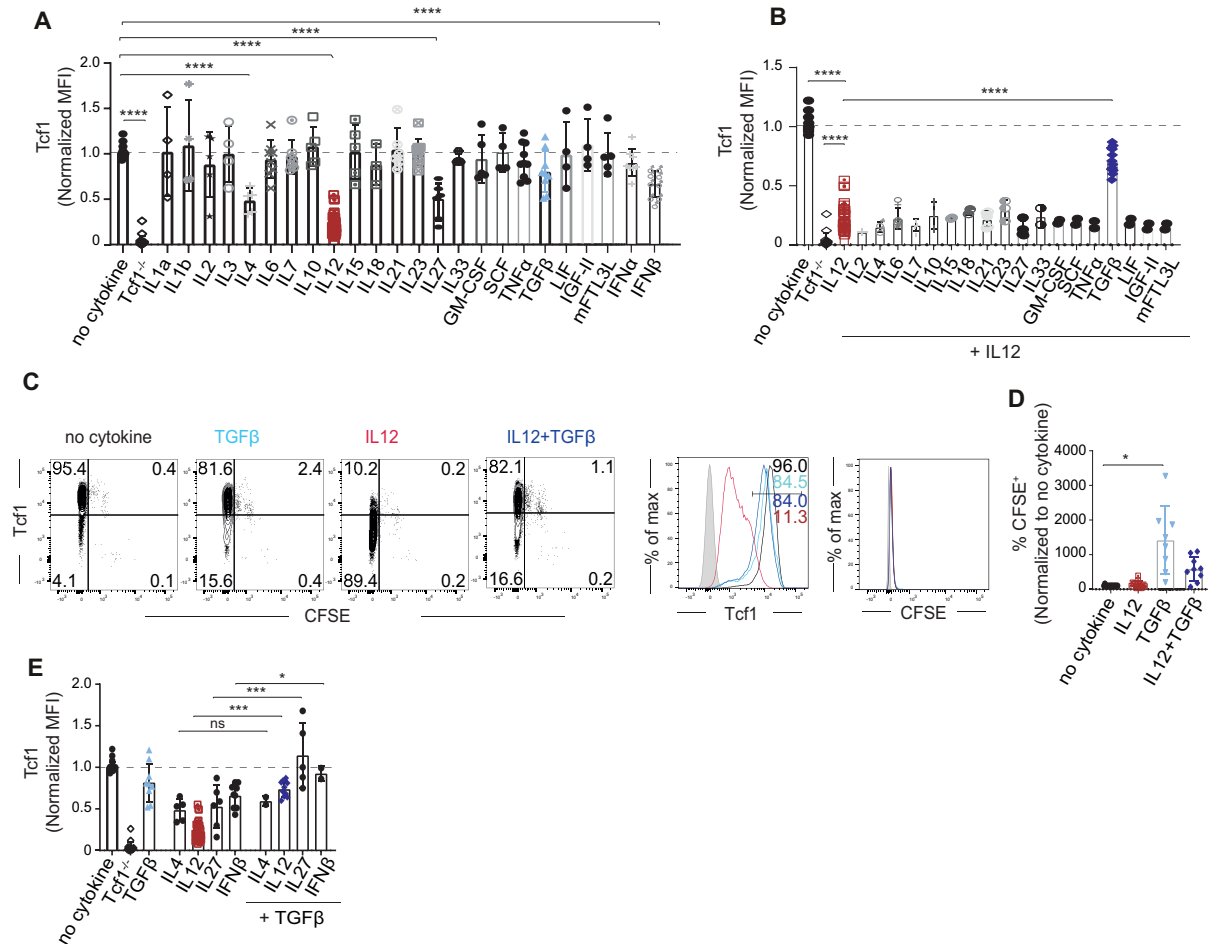 A
****
****
****
****
****
Tcf1
(Normalized MFI)
2.0
1.5
1.0
0.5
0
no cytokine
Tcf1-/-
IL1a
IL1b
IL2
IL3
IL4
IL6
IL7
IL10
IL12
IL15
IL18
IL21
IL23
IL27
IL33
GM-CSF
SCF
TNFα
TGFβ
LIF
IGF-II
mFTL3L
IFNα
IFNβ
B
****
****
****
Tcf1
(Normalized MFI)
1.5
1.0
0.5
0
no cytokine
Tcf1-/-
IL12
IL2
IL4
IL6
IL7
IL10
IL15
IL18
IL21
IL23
IL27
IL33
GM-CSF
SCF
TNFα
TGFβ
LIF
IGF-II
mFTL3L
+ IL12
C
no cytokine
TGFβ
IL12
IL12+TGFβ
95.4 0.4
4.1 0.1
81.6 2.4
15.6 0.4
10.2 0.2
89.4 0.2
82.1 1.1
16.6 0.2
Tcf1
CFSE
% of max
96.0
84.5
84.0
11.3
Tcf1
% of max
CFSE
D
*
% CFSE+
(Normalized to no cytokine)
4000
3000
2000
1000
0
no cytokine
IL12
TGFβ
IL12+TGFβ
E
*
***
***
ns
Tcf1
(Normalized MFI)
2.0
1.5
1.0
0.5
0
no cytokine
Tcf1-/-
TGFβ
IL4
IL12
IL27
IFNβ
IL4
IL12
IL27
IFNβ
+ TGFβ